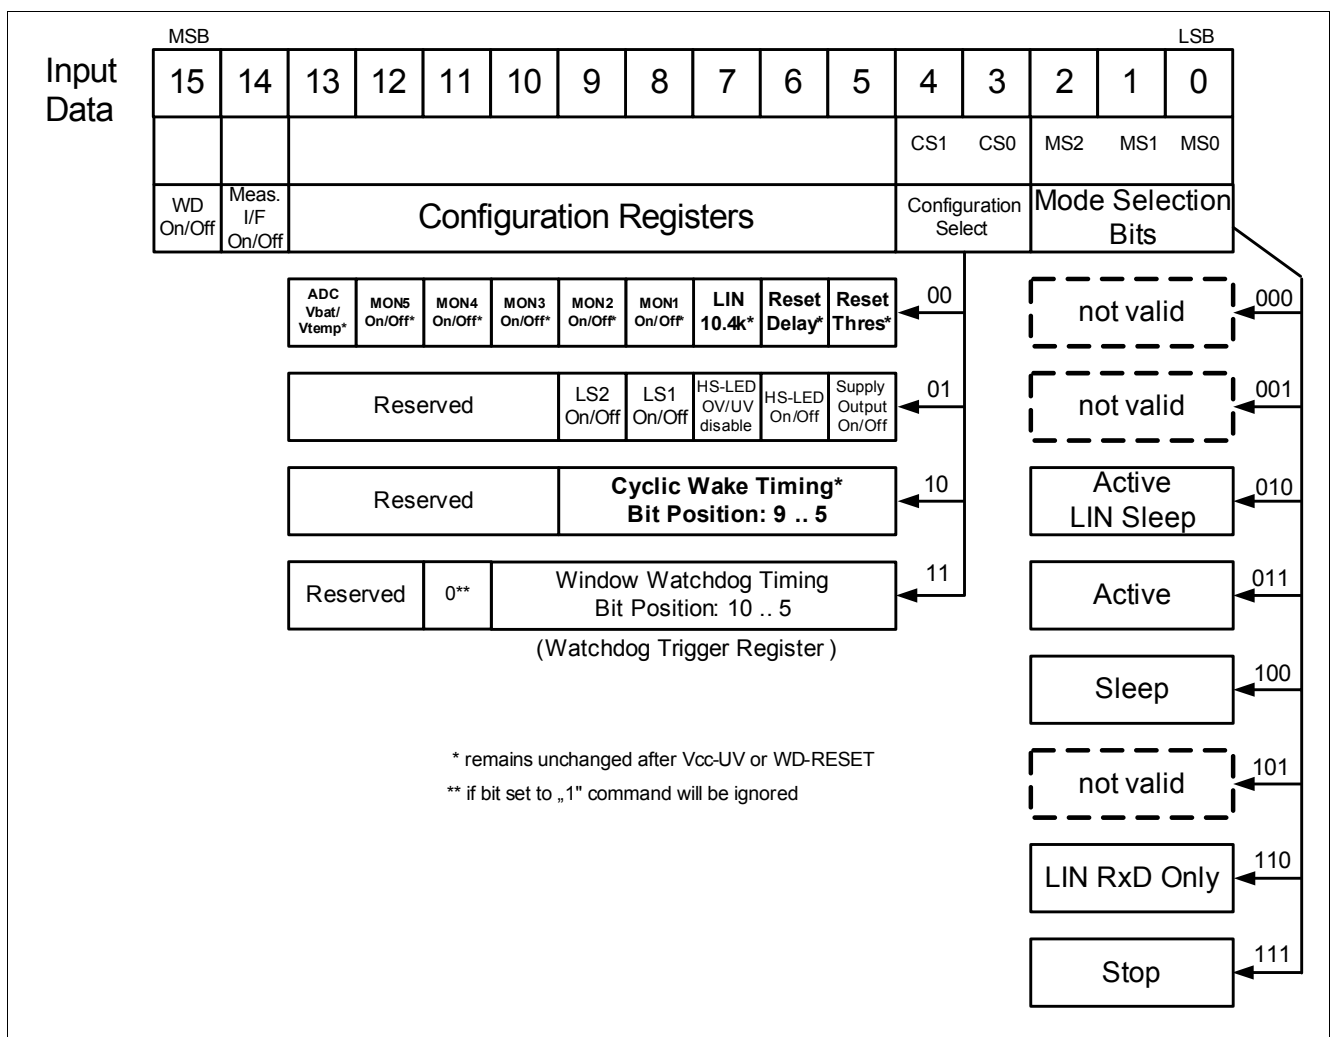 MSB LSB
Input Data
15 14 13 12 11 10 9 8 7 6 5 4 3 2 1 0
CS1 CS0 MS2 MS1 MS0
WD
On/Off
Meas.
I/F
On/Off
Configuration Registers
Configuration
Select
Mode Selection
Bits
ADC
Vbat/
Vtemp*
MON5
On/Off*
MON4
On/Off*
MON3
On/Off*
MON2
On/Off*
MON1
On/Off*
LIN
10.4k*
Reset
Delay*
Reset
Thres*
00
not valid
000
Reserved
LS2
On/Off
LS1
On/Off
HS-LED
OV/UV
disable
HS-LED
On/Off
Supply
Output
On/Off
01
not valid
001
Reserved
Cyclic Wake Timing*
Bit Position: 9 .. 5
10
Active
LIN Sleep
010
Reserved
0**
Window Watchdog Timing
Bit Position: 10 .. 5
11
Active
011
(Watchdog Trigger Register )
Sleep
100
* remains unchanged after Vcc-UV or WD-RESET
** if bit set to „1" command will be ignored
not valid
101
LIN RxD Only
110
Stop
111